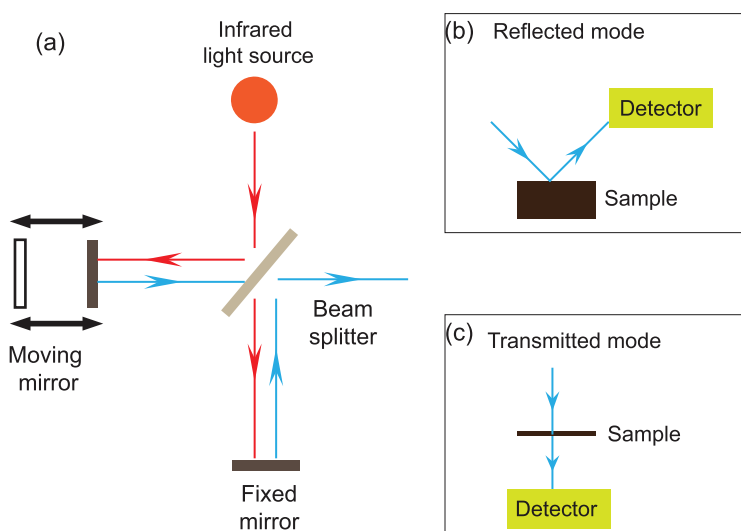 (a)
Infrared
light source
Moving
mirror
Beam
splitter
Fixed
mirror
(b)
Reflected mode
Detector
Sample
(c)
Transmitted mode
Sample
Detector